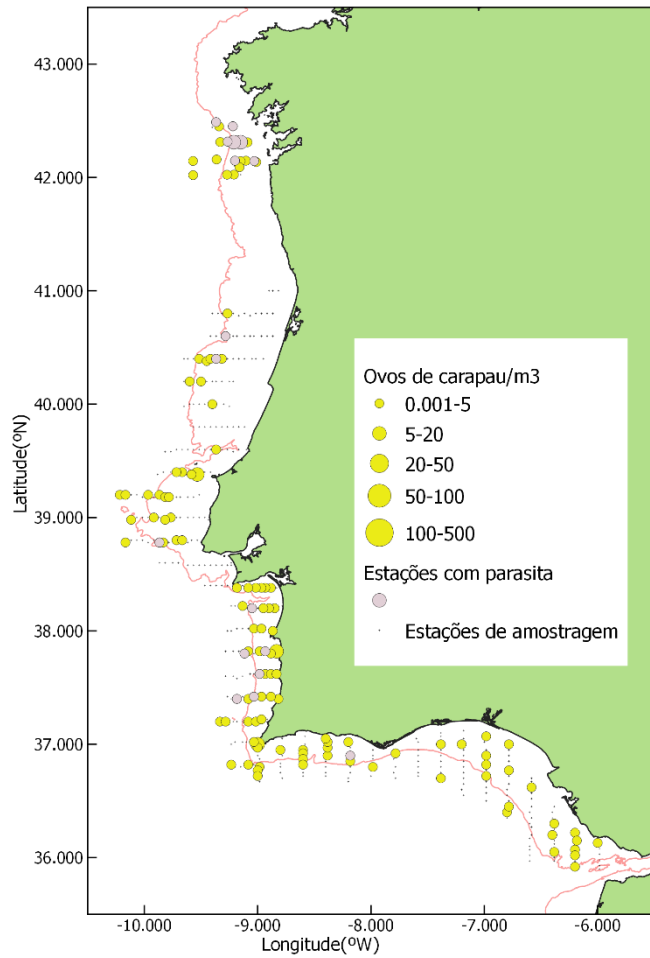 43.000
42.000
41.000
40.000
39.000
38.000
37.000
36.000
Latitude(ºN)
Ovos de carapau/m3
0.001-5
5-20
20-50
50-100
100-500
Estações com parasita
Estações de amostragem
-10.000 -9.000 -8.000 -7.000 -6.000
Longitude(ºW)